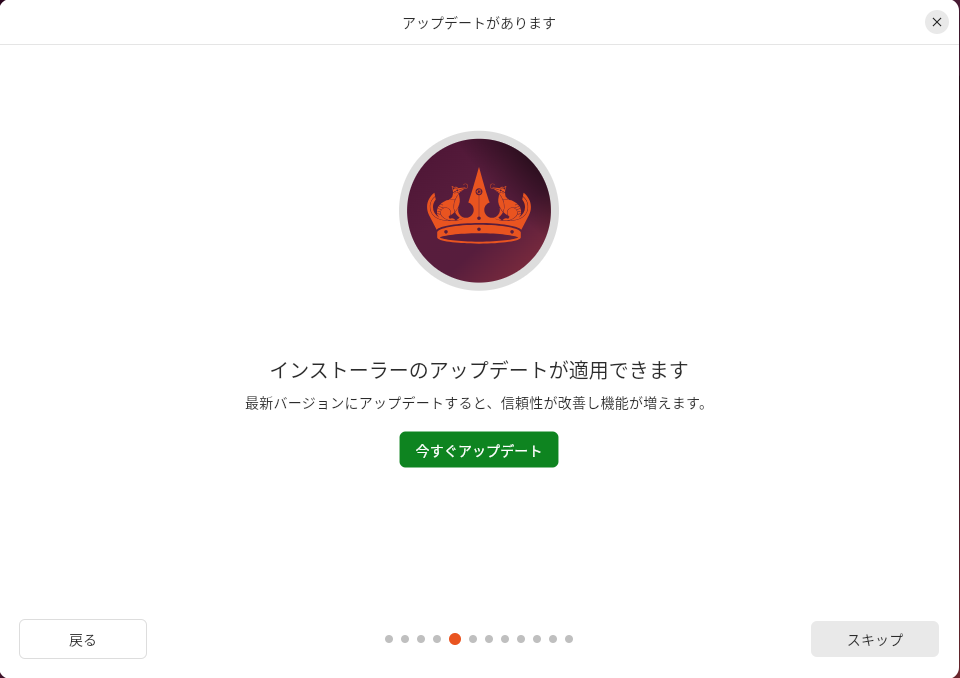 アップデートがあります
インストーラーのアップデートが適用できます
最新バージョンにアップデートすると、信頼性が改善し機能が増えます。
今すぐアップデート
戻る
スキップ